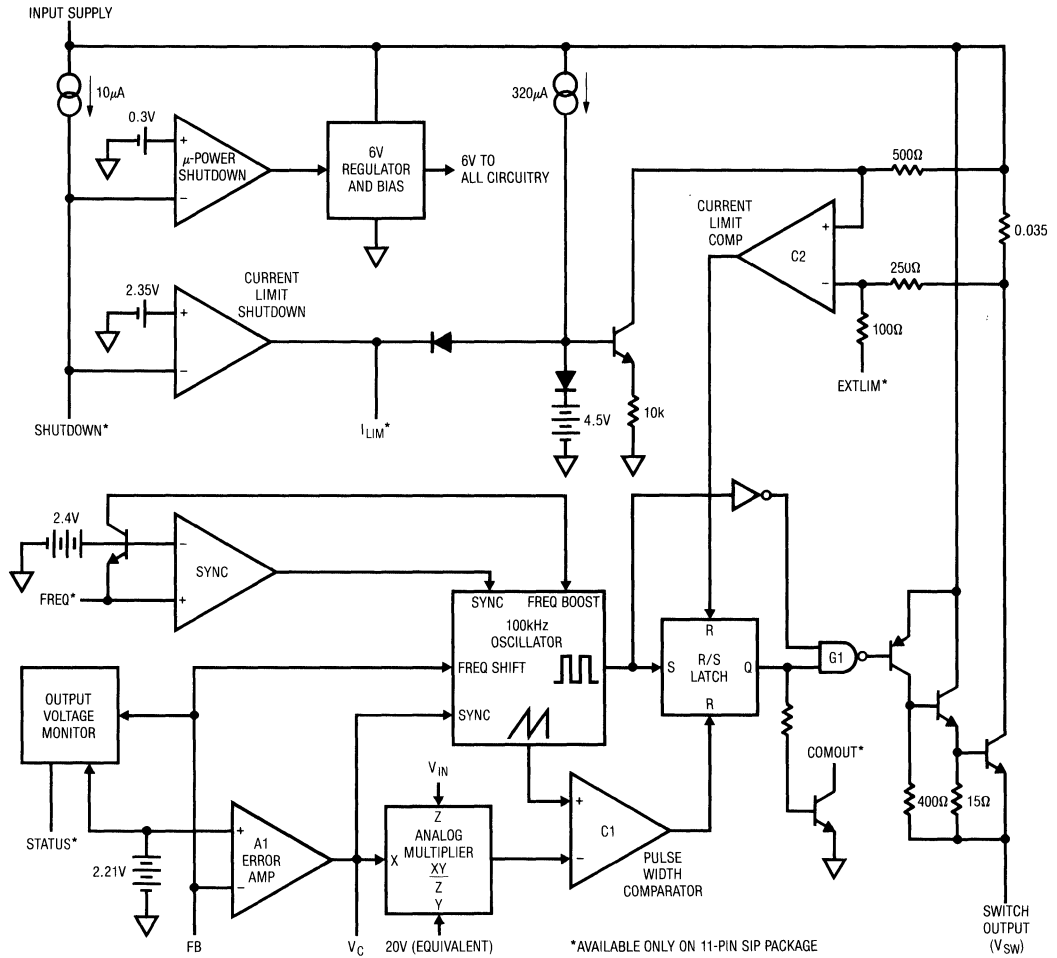 INPUT SUPPLY
10μA
0.3V
+
μ-POWER
SHUTDOWN
−
6V
REGULATOR
AND BIAS
6V TO
ALL CIRCUITRY
320μA
500Ω
0.035
CURRENT
LIMIT
COMP
+
C2
−
250Ω
100Ω
EXTLIM*
2.35V
+
−
CURRENT
LIMIT
SHUTDOWN
SHUTDOWN*
ILIM*
4.5V
10k
2.4V
−
SYNC
+
FREQ*
SYNC
FREQ BOOST
100kHz
OSCILLATOR
FREQ SHIFT
SYNC
R
S
R/S
LATCH
Q
R
G1
OUTPUT
VOLTAGE
MONITOR
STATUS*
2.21V
+
A1
ERROR
AMP
−
FB
VC
VIN
Z
X
ANALOG
MULTIPLIER
XY
Z
Y
20V (EQUIVALENT)
+
C1
−
PULSE
WIDTH
COMPARATOR
COMOUT*
400Ω
15Ω
SWITCH
OUTPUT
(VSW)
*AVAILABLE ONLY ON 11-PIN SIP PACKAGE